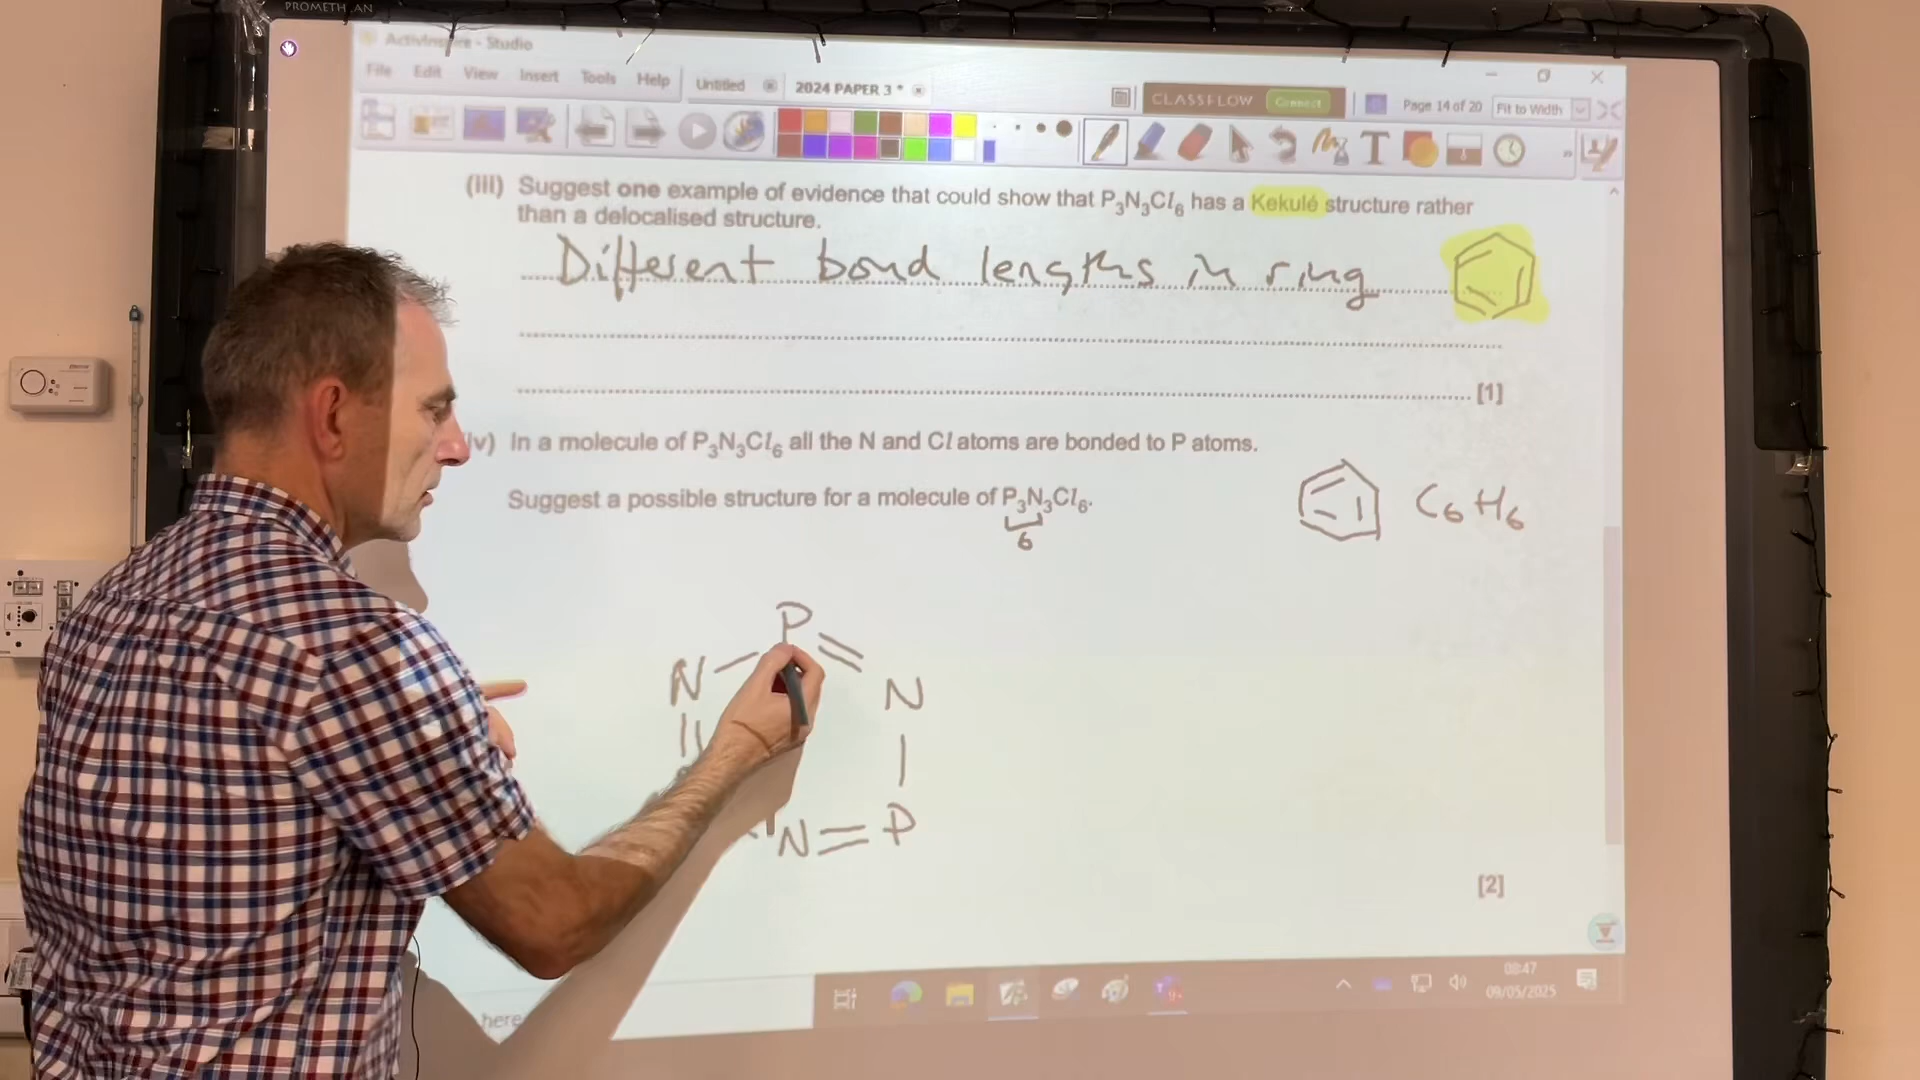 PROMETHEAN
ActivInspire - Studio
File Edit View Insert Tools Help
Untitled
2024 PAPER 3 *
CLASSFLOW Connect
Page 14 of 20
Fit to Width
(iii) Suggest one example of evidence that could show that P3N3Cl6 has a Kekulé structure rather
than a delocalised structure.
Different bond lengths in ring
[1]
iv) In a molecule of P3N3Cl6 all the N and Cl atoms are bonded to P atoms.
Suggest a possible structure for a molecule of P3N3Cl6.
6
C6H6
P
N
N
N
P
[2]
here
08:47
09/05/2025